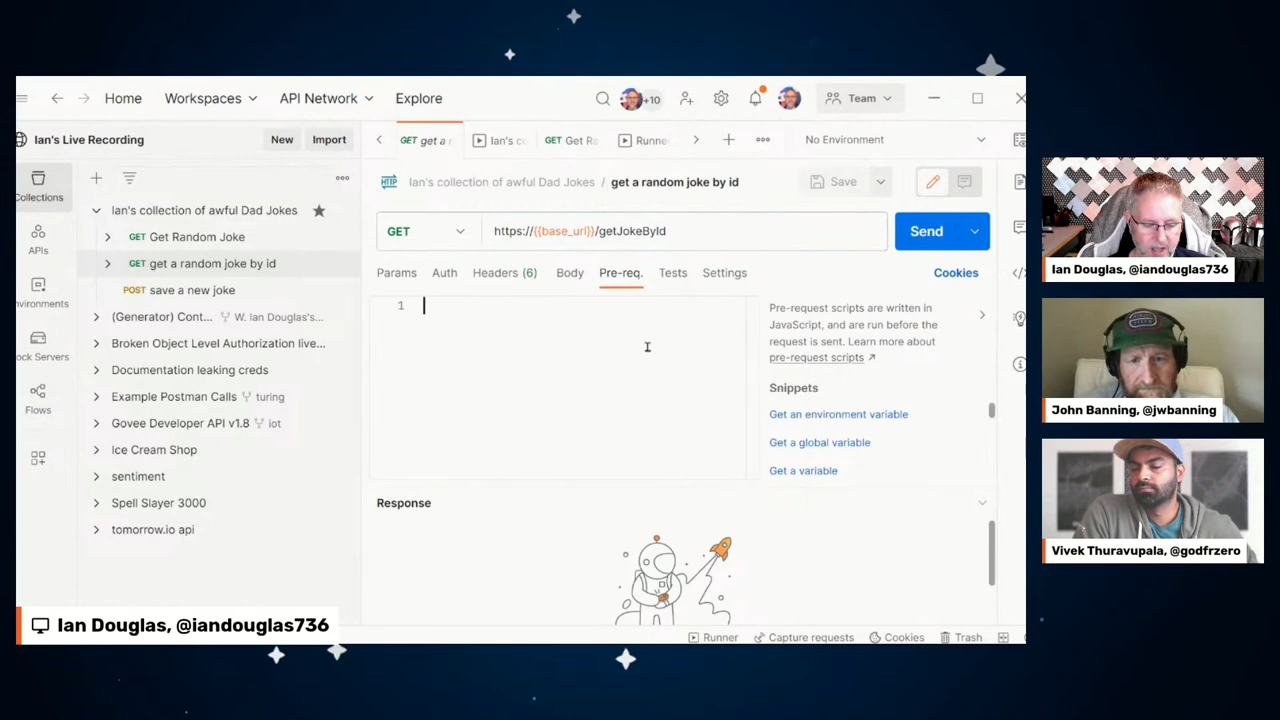 Home
Workspaces
API Network
Explore
+10
Team
Ian's Live Recording
New
Import
GET get a r
Ian's co
GET Get Ra
Runne
No Environment
Collections
APIs
nvironments
ock Servers
Flows
Ian's collection of awful Dad Jokes
GET Get Random Joke
GET get a random joke by id
POST save a new joke
(Generator) Cont... W. Ian Douglas's...
Broken Object Level Authorization live...
Documentation leaking creds
Example Postman Calls turing
Govee Developer API v1.8 iot
Ice Cream Shop
sentiment
Spell Slayer 3000
tomorrow.io api
HTTP Ian's collection of awful Dad Jokes / get a random joke by id
Save
GET
https://{{base_url}}/getJokeById
Send
Params
Auth
Headers (6)
Body
Pre-req.
Tests
Settings
Cookies
1
Pre-request scripts are written in
JavaScript, and are run before the
request is sent. Learn more about
pre-request scripts
Snippets
Get an environment variable
Get a global variable
Get a variable
Response
Runner
Capture requests
Cookies
Trash
Ian Douglas, @iandouglas736
Ian Douglas, @iandouglas736
John Banning, @jwbanning
Vivek Thuravupala, @godfrzero